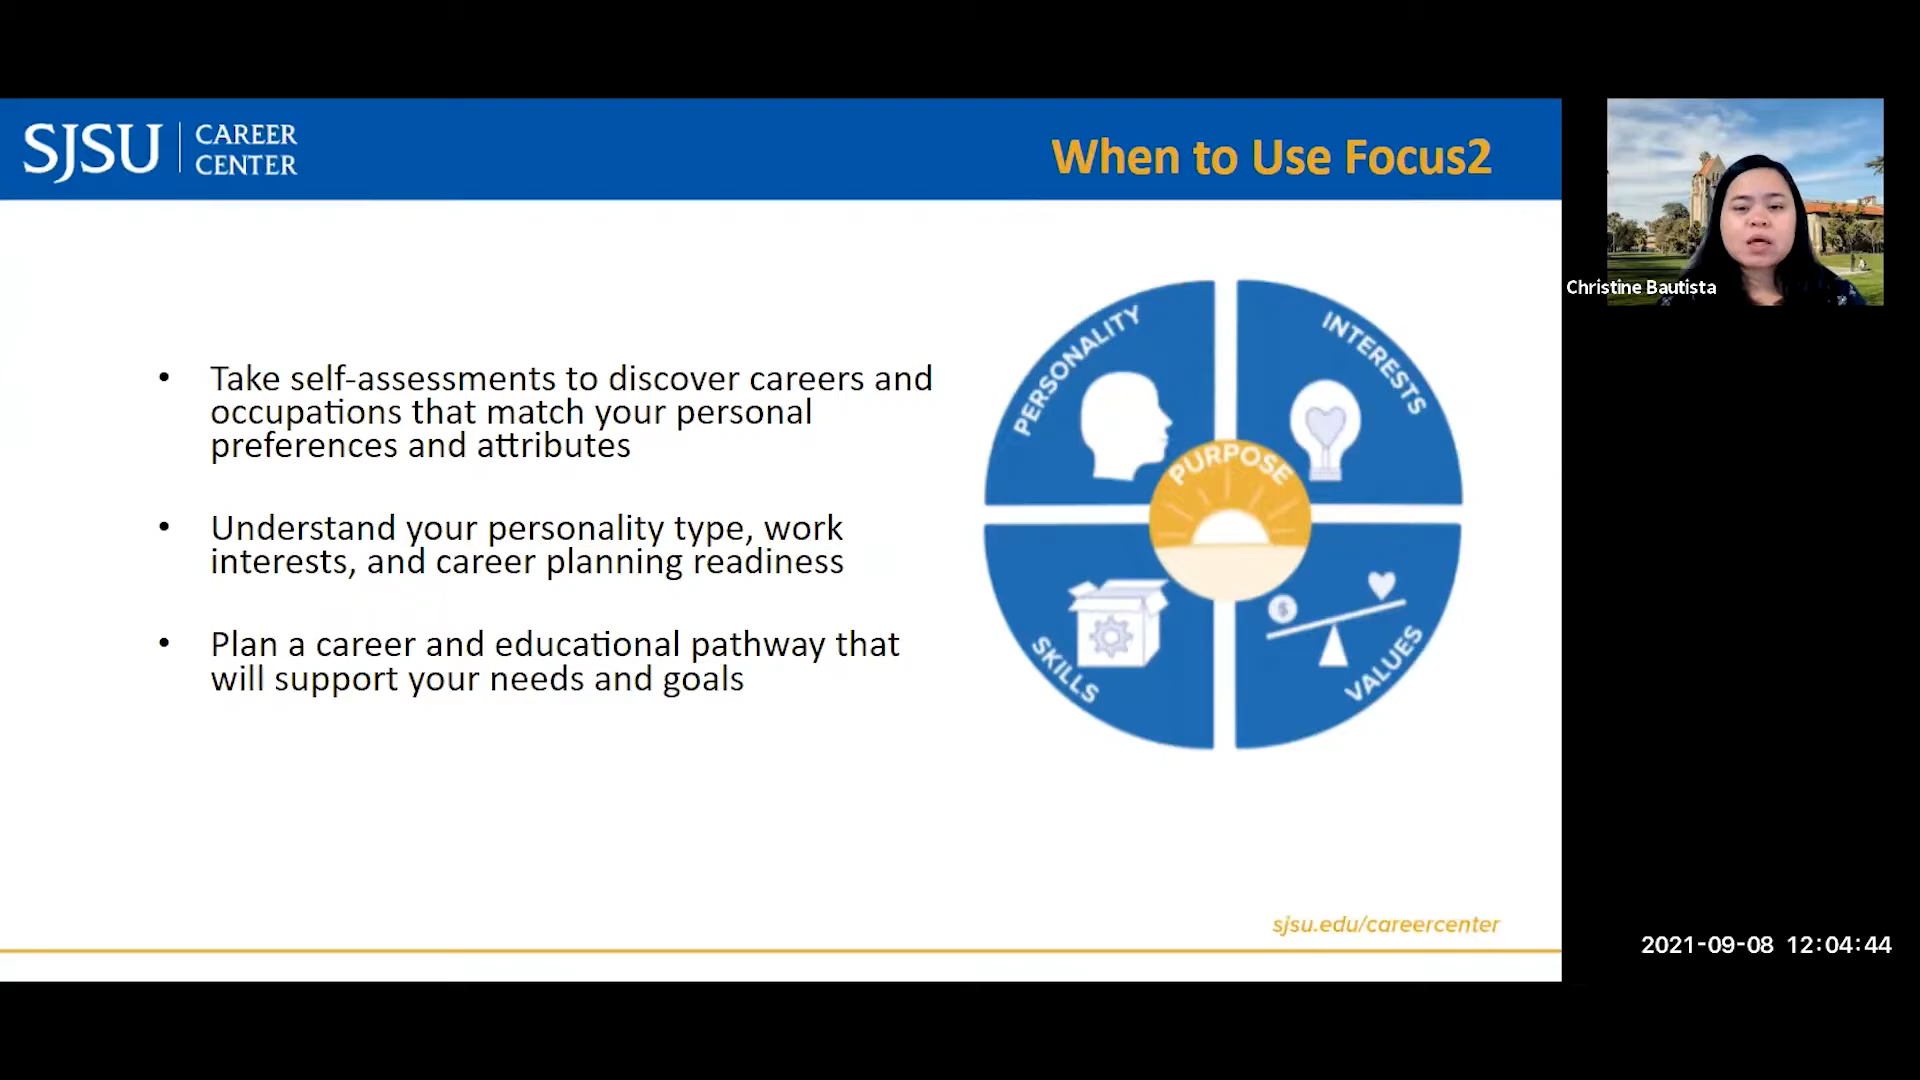 SJSU
CAREER
CENTER
When to Use Focus2
Christine Bautista
• Take self-assessments to discover careers and
occupations that match your personal
preferences and attributes
• Understand your personality type, work
interests, and career planning readiness
• Plan a career and educational pathway that
will support your needs and goals
PERSONALITY
INTERESTS
PURPOSE
$
SKILLS
VALUES
sjsu.edu/careercenter
2021-09-08 12:04:44